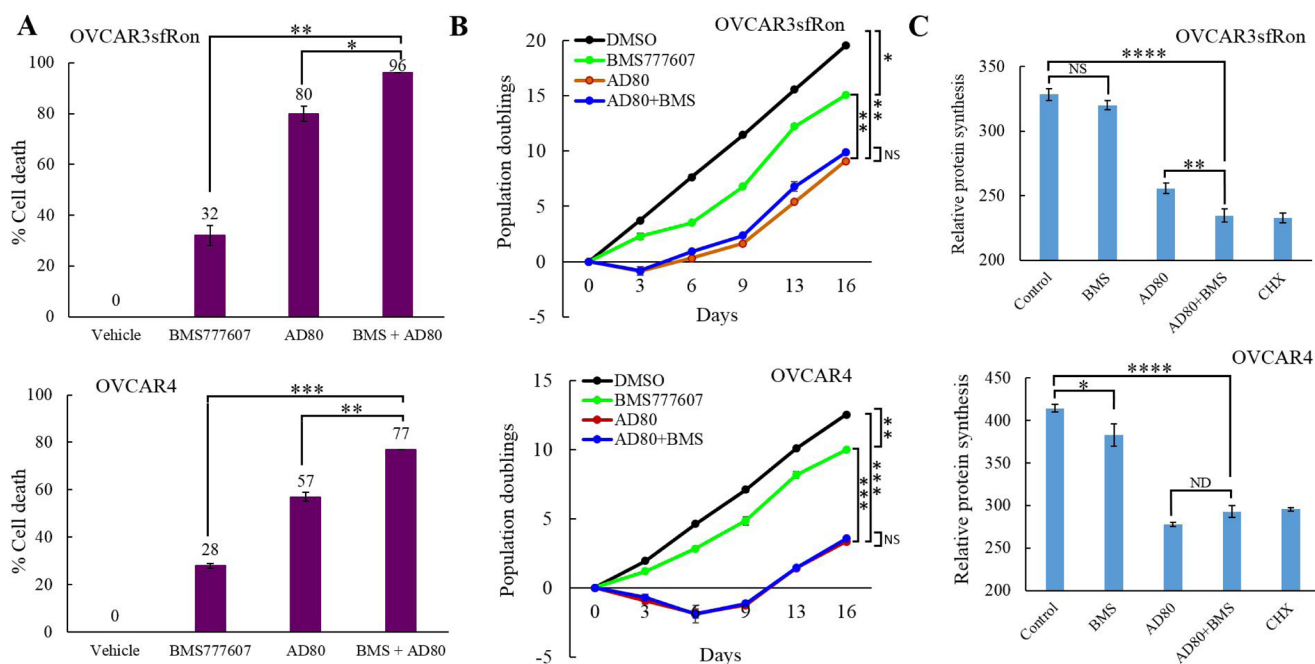 A
OVCAR3sfRon
% Cell death
100
80
60
40
20
0
**
*
0
32
80
96
Vehicle
BMS777607
AD80
BMS + AD80
OVCAR4
% Cell death
100
80
60
40
20
0
***
**
0
28
57
77
Vehicle
BMS777607
AD80
BMS + AD80
B
OVCAR3sfRon
DMSO
BMS777607
AD80
AD80+BMS
Population doublings
20
15
10
5
0
-5
0
3
6
9
13
16
Days
*
**
**
NS
OVCAR4
DMSO
BMS777607
AD80
AD80+BMS
Population doublings
15
10
5
0
-5
0
3
9
13
16
Days
**
***
***
NS
C
OVCAR3sfRon
Relative protein synthesis
350
300
250
200
****
NS
**
Control
BMS
AD80
AD80+BMS
CHX
OVCAR4
Relative protein synthesis
450
400
350
300
250
200
****
*
ND
Control
BMS
AD80
AD80+BMS
CHX